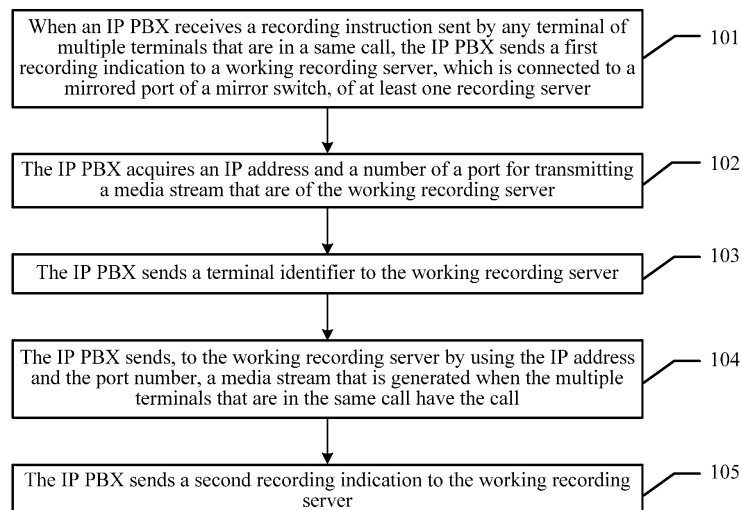 When an IP PBX receives a recording instruction sent by any terminal of
multiple terminals that are in a same call, the IP PBX sends a first
recording indication to a working recording server, which is connected to a
mirrored port of a mirror switch, of at least one recording server
101
The IP PBX acquires an IP address and a number of a port for transmitting
a media stream that are of the working recording server
102
The IP PBX sends a terminal identifier to the working recording server
103
The IP PBX sends, to the working recording server by using the IP address
and the port number, a media stream that is generated when the multiple
terminals that are in the same call have the call
104
The IP PBX sends a second recording indication to the working recording
server
105